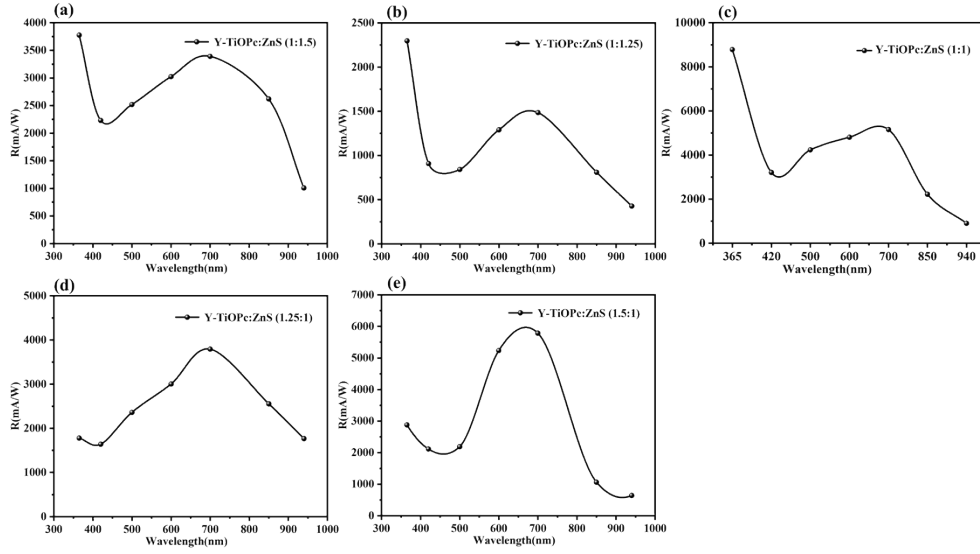 (a)
Y-TiOPc:ZnS (1:1.5)
R(mA/W)
4000
3500
3000
2500
2000
1500
1000
500
0
300 400 500 600 700 800 900 1000
Wavelength(nm)
(b)
Y-TiOPc:ZnS (1:1.25)
R(mA/W)
2500
2000
1500
1000
500
0
300 400 500 600 700 800 900 1000
Wavelength(nm)
(c)
Y-TiOPc:ZnS (1:1)
R(mA/W)
10000
8000
6000
4000
2000
0
365 420 500 600 700 850 940
Wavelength(nm)
(d)
Y-TiOPc:ZnS (1.25:1)
R(mA/W)
5000
4000
3000
2000
1000
0
300 400 500 600 700 800 900 1000
Wavelength(nm)
(e)
Y-TiOPc:ZnS (1.5:1)
R(mA/W)
7000
6000
5000
4000
3000
2000
1000
0
300 400 500 600 700 800 900 1000
Wavelength(nm)